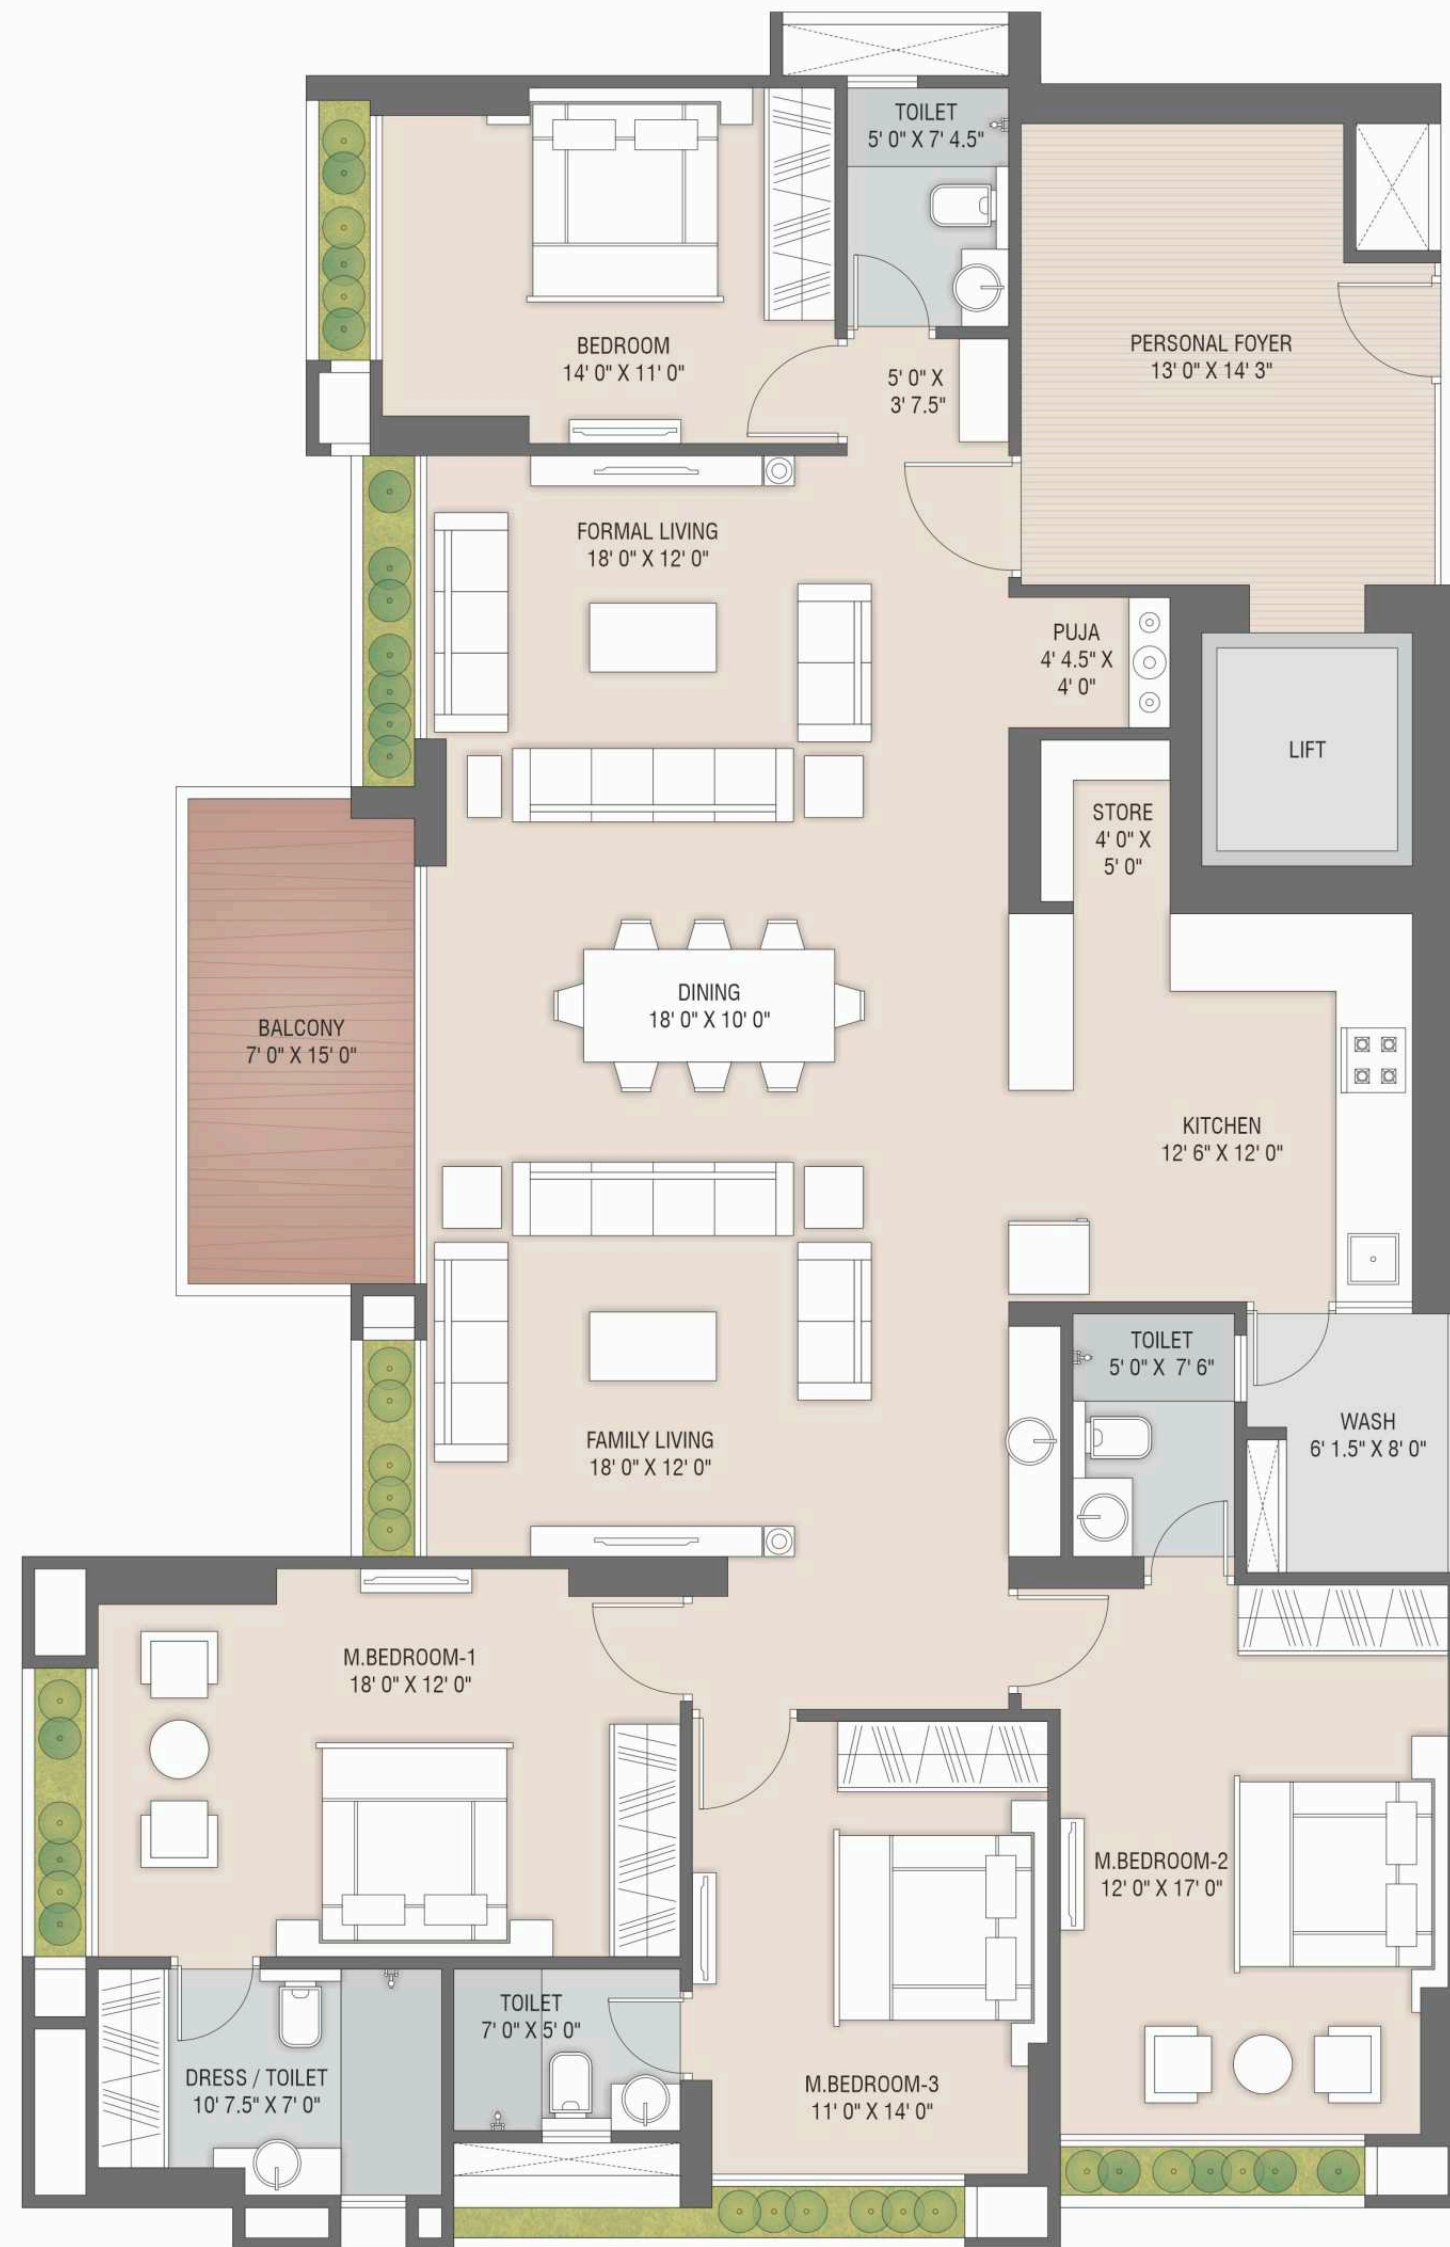 TOILET
5' 0" X 7' 4.5"
BEDROOM
14' 0" X 11' 0"
5' 0" X
3' 7.5"
PERSONAL FOYER
13' 0" X 14' 3"
FORMAL LIVING
18' 0" X 12' 0"
PUJA
4' 4.5" X
4' 0"
LIFT
STORE
4' 0" X
5' 0"
DINING
18' 0" X 10' 0"
BALCONY
7' 0" X 15' 0"
KITCHEN
12' 6" X 12' 0"
TOILET
5' 0" X 7' 6"
WASH
6' 1.5" X 8' 0"
FAMILY LIVING
18' 0" X 12' 0"
M.BEDROOM-1
18' 0" X 12' 0"
M.BEDROOM-2
12' 0" X 17' 0"
TOILET
7' 0" X 5' 0"
DRESS / TOILET
10' 7.5" X 7' 0"
M.BEDROOM-3
11' 0" X 14' 0"